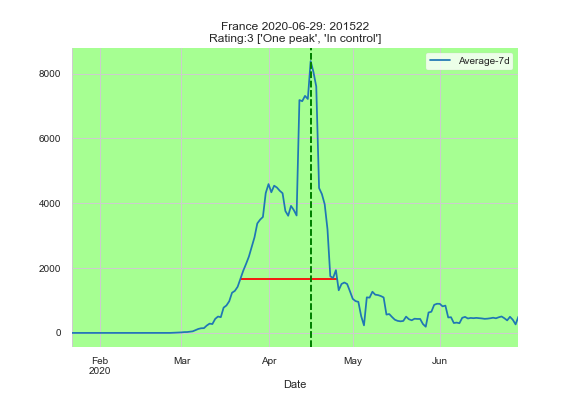 France 2020-06-29: 201522
Rating:3 ['One peak', 'In control']
Average-7d
8000
6000
4000
2000
0
Feb
2020
Mar
Apr
May
Jun
Date